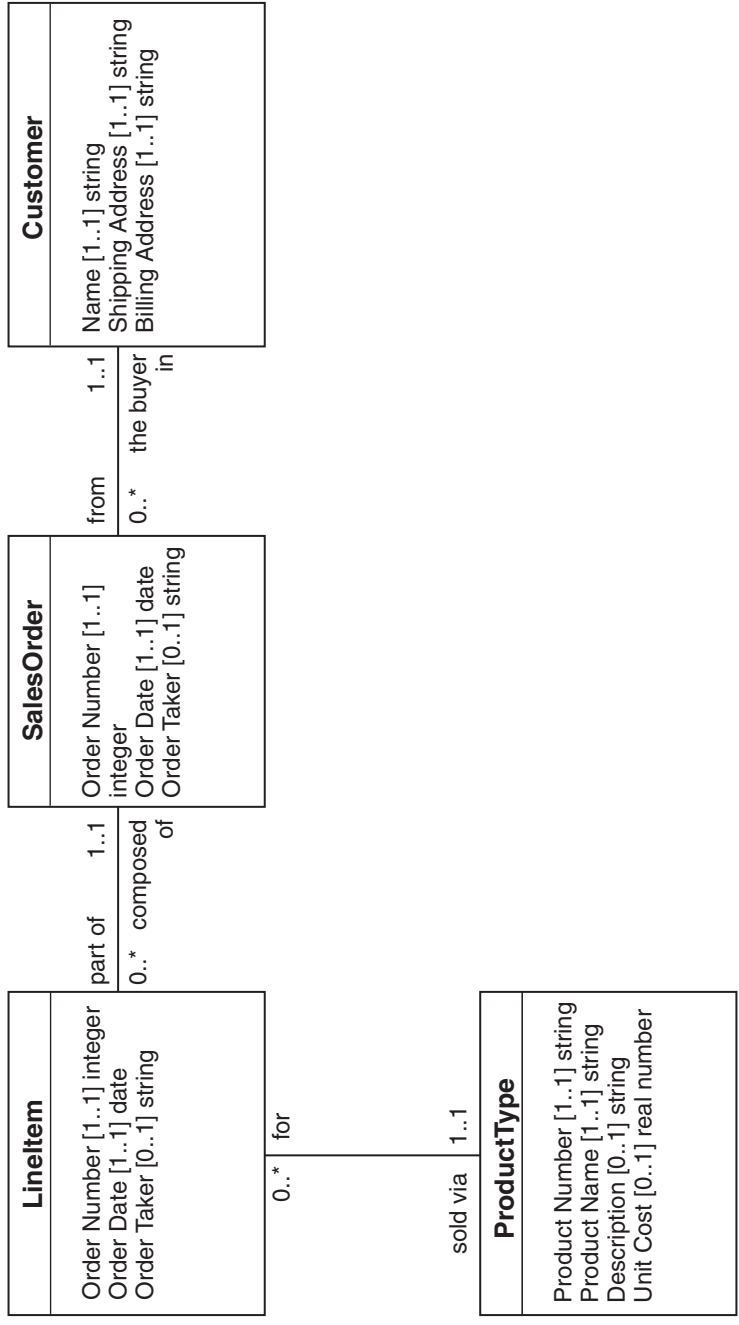 LineItem
Order Number [1..1] integer
Order Date [1..1] date
Order Taker [0..1] string
part of
1..1
0..*
composed
of
SalesOrder
Order Number [1..1]
integer
Order Date [1..1] date
Order Taker [0..1] string
from
1..1
0..*
the buyer
in
Customer
Name [1..1] string
Shipping Address [1..1] string
Billing Address [1..1] string
0..*
for
sold via
1..1
ProductType
Product Number [1..1] string
Product Name [1..1] string
Description [0..1] string
Unit Cost [0..1] real number